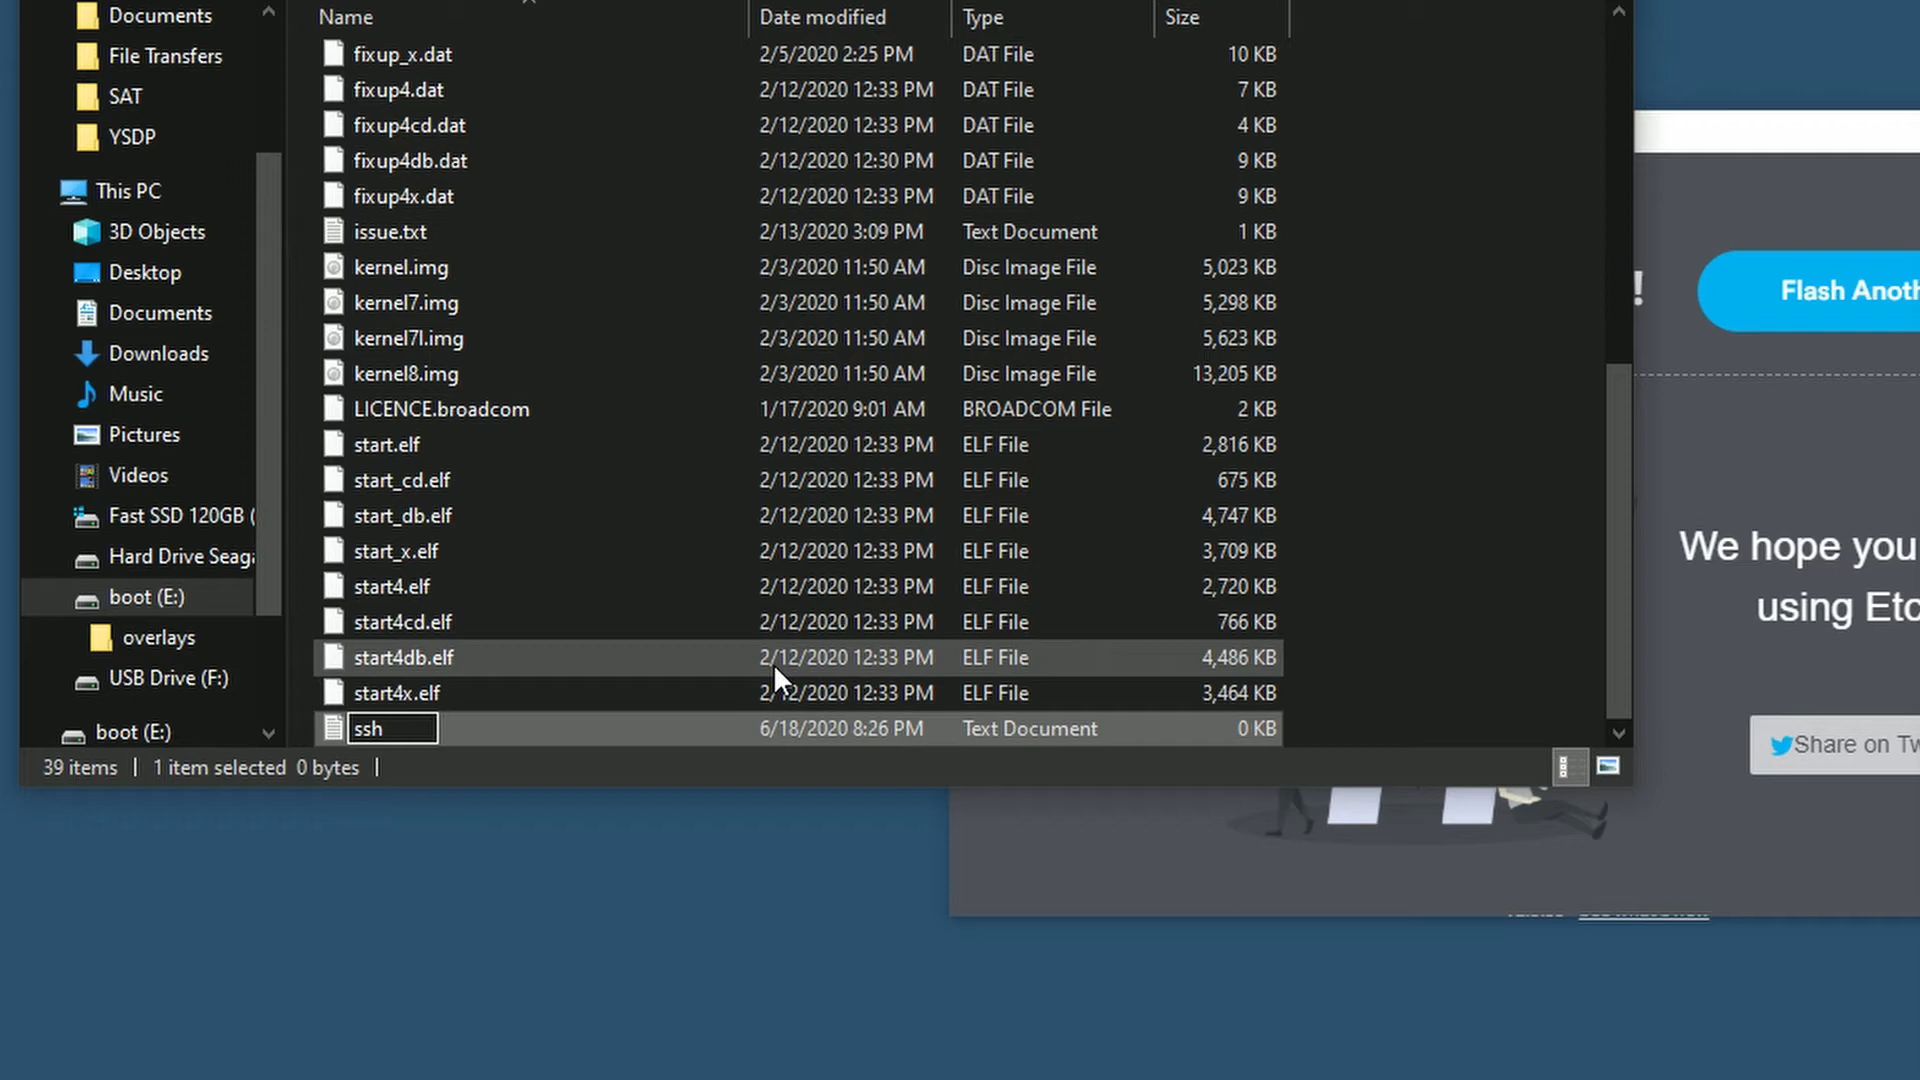 Documents
File Transfers
SAT
YSDP
This PC
3D Objects
Desktop
Documents
Downloads
Music
Pictures
Videos
Fast SSD 120GB (
Hard Drive Seaga
boot (E:)
overlays
USB Drive (F:)
boot (E:)
Name Date modified Type Size
fixup_x.dat 2/5/2020 2:25 PM DAT File 10 KB
fixup4.dat 2/12/2020 12:33 PM DAT File 7 KB
fixup4cd.dat 2/12/2020 12:33 PM DAT File 4 KB
fixup4db.dat 2/12/2020 12:30 PM DAT File 9 KB
fixup4x.dat 2/12/2020 12:33 PM DAT File 9 KB
issue.txt 2/13/2020 3:09 PM Text Document 1 KB
kernel.img 2/3/2020 11:50 AM Disc Image File 5,023 KB
kernel7.img 2/3/2020 11:50 AM Disc Image File 5,298 KB
kernel7l.img 2/3/2020 11:50 AM Disc Image File 5,623 KB
kernel8.img 2/3/2020 11:50 AM Disc Image File 13,205 KB
LICENCE.broadcom 1/17/2020 9:01 AM BROADCOM File 2 KB
start.elf 2/12/2020 12:33 PM ELF File 2,816 KB
start_cd.elf 2/12/2020 12:33 PM ELF File 675 KB
start_db.elf 2/12/2020 12:33 PM ELF File 4,747 KB
start_x.elf 2/12/2020 12:33 PM ELF File 3,709 KB
start4.elf 2/12/2020 12:33 PM ELF File 2,720 KB
start4cd.elf 2/12/2020 12:33 PM ELF File 766 KB
start4db.elf 2/12/2020 12:33 PM ELF File 4,486 KB
start4x.elf 2/12/2020 12:33 PM ELF File 3,464 KB
ssh 6/18/2020 8:26 PM Text Document 0 KB
39 items 1 item selected 0 bytes
!
Flash Anoth
We hope you
using Etc
Share on Tw